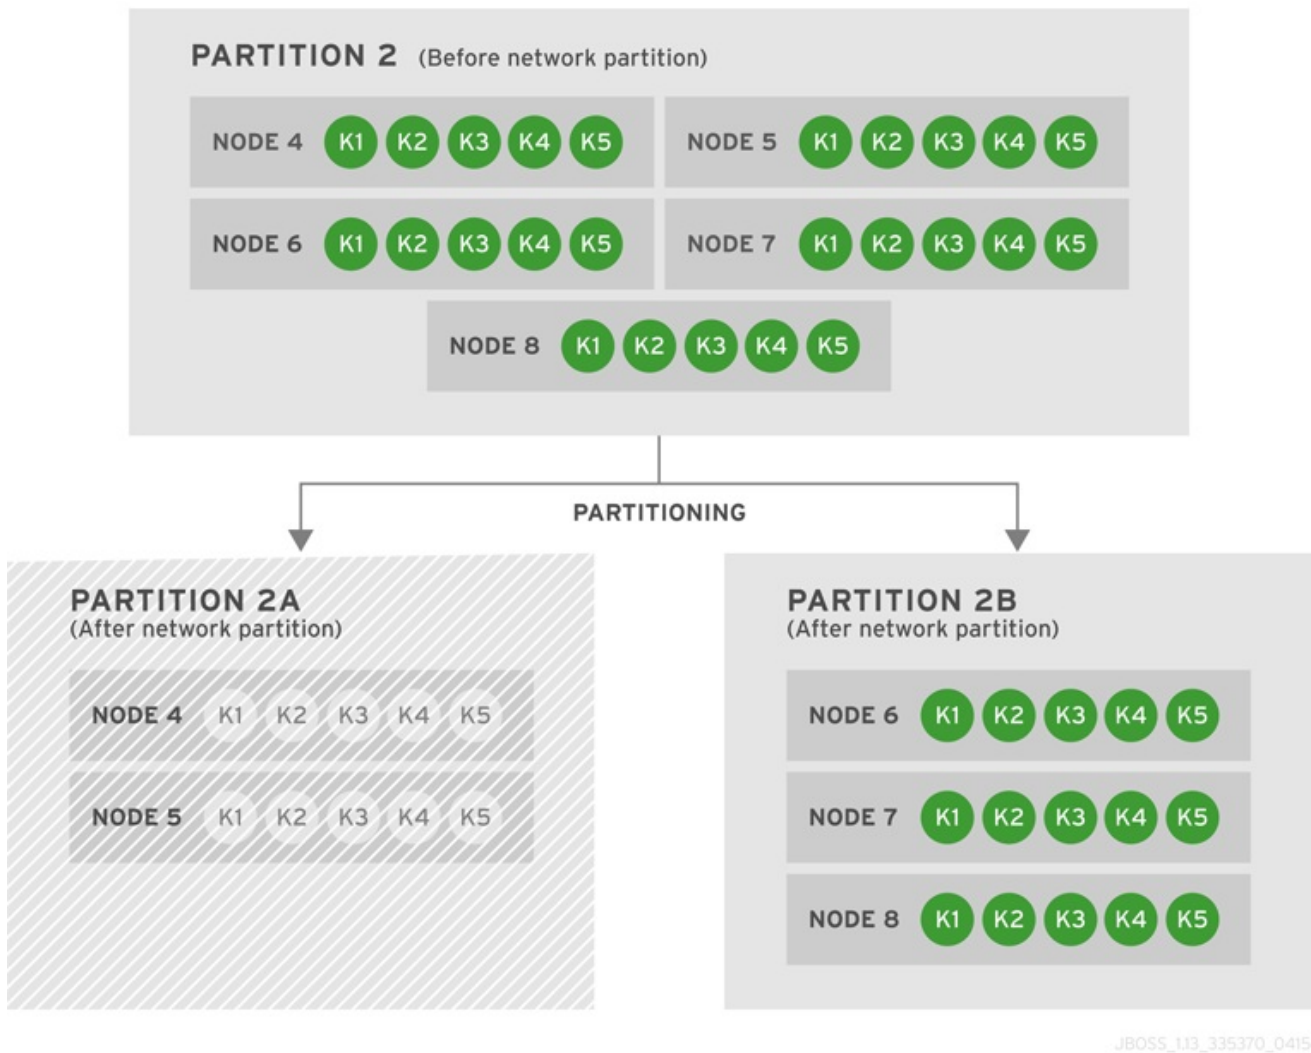 PARTITION 2 (Before network partition)
NODE 4 K1 K2 K3 K4 K5
NODE 5 K1 K2 K3 K4 K5
NODE 6 K1 K2 K3 K4 K5
NODE 7 K1 K2 K3 K4 K5
NODE 8 K1 K2 K3 K4 K5
PARTITIONING
PARTITION 2A
(After network partition)
NODE 4 K1 K2 K3 K4 K5
NODE 5 K1 K2 K3 K4 K5
PARTITION 2B
(After network partition)
NODE 6 K1 K2 K3 K4 K5
NODE 7 K1 K2 K3 K4 K5
NODE 8 K1 K2 K3 K4 K5
JBOSS_1.13_335370_0415